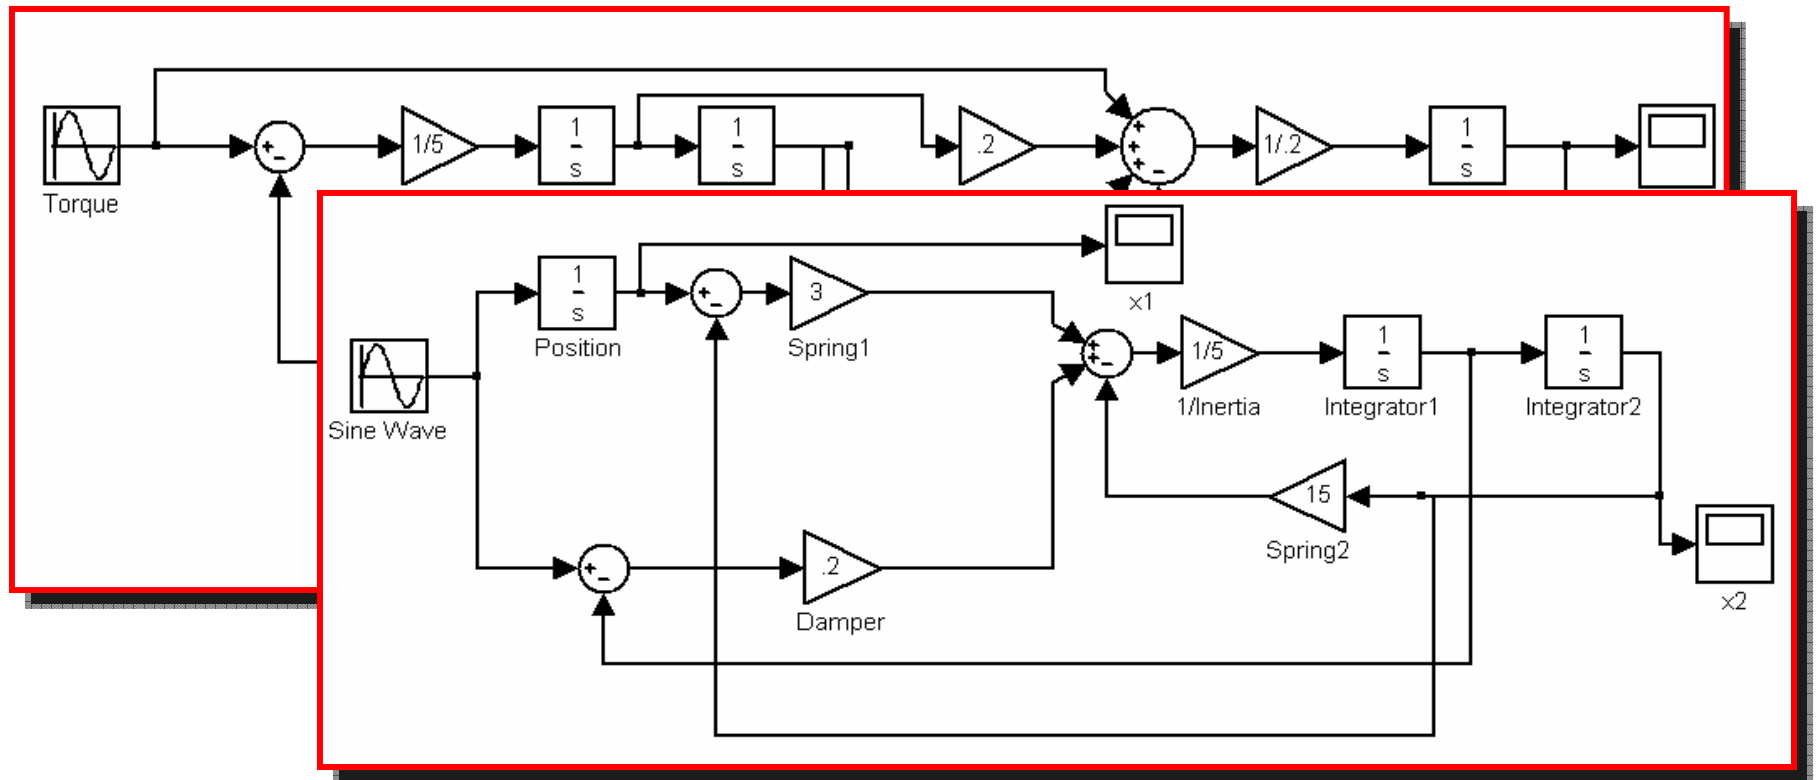 +
-
1/5
1
s
1
s
.2
+
+
+
-
1/.2
1
s
Torque
x1
1
s
Position
+
-
3
Spring1
+
+
-
1/5
1/Inertia
1
s
Integrator1
1
s
Integrator2
Sine Wave
15
Spring2
+
-
.2
Damper
x2